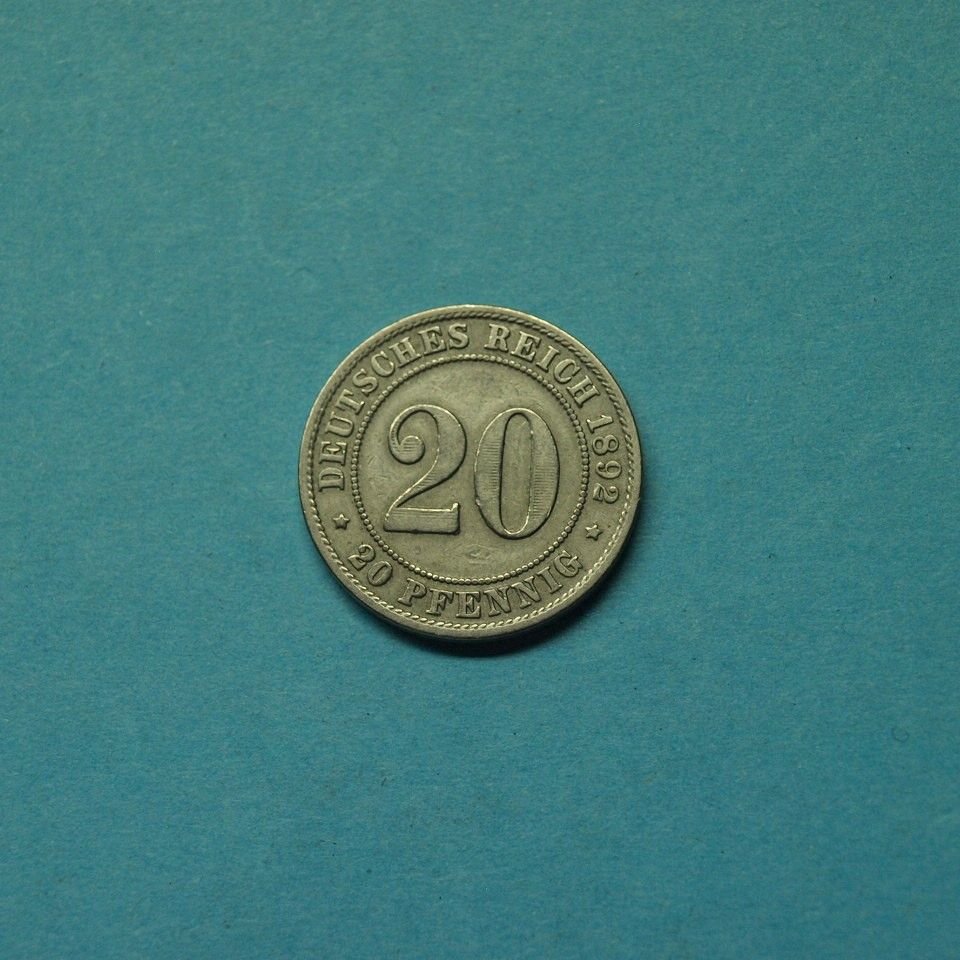 DEUTSCHES REICH 1892
20
★ 20 PFENNIG ★